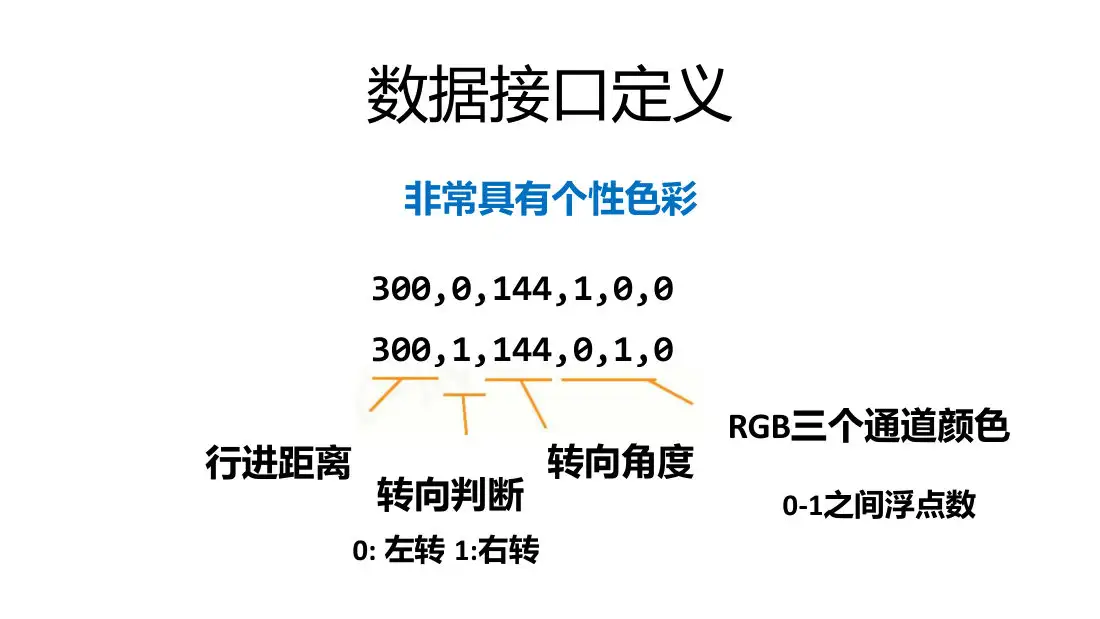 数据接口定义
非常具有个性色彩
300,0,144,1,0,0
300,1,144,0,1,0
行进距离
转向判断
0: 左转 1:右转
转向角度
RGB三个通道颜色
0-1之间浮点数